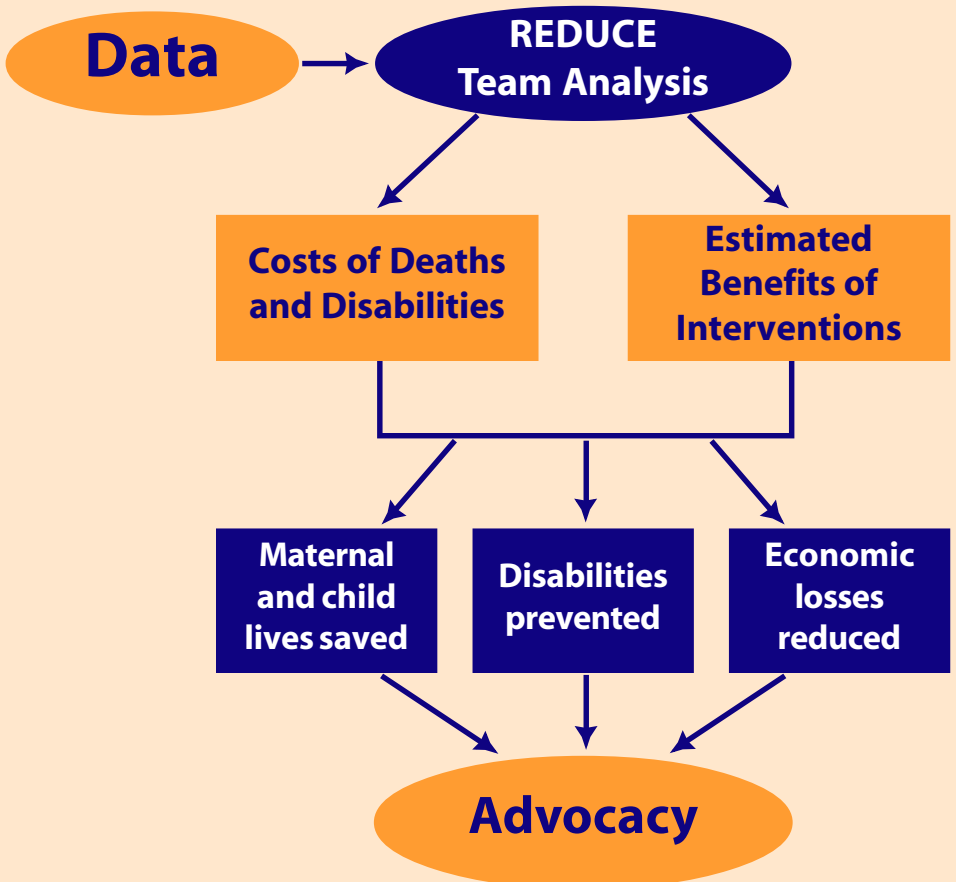 Data
REDUCE
Team Analysis
Costs of Deaths
and Disabilities
Estimated
Benefits of
Interventions
Maternal
and child
lives saved
Disabilities
prevented
Economic
losses
reduced
Advocacy